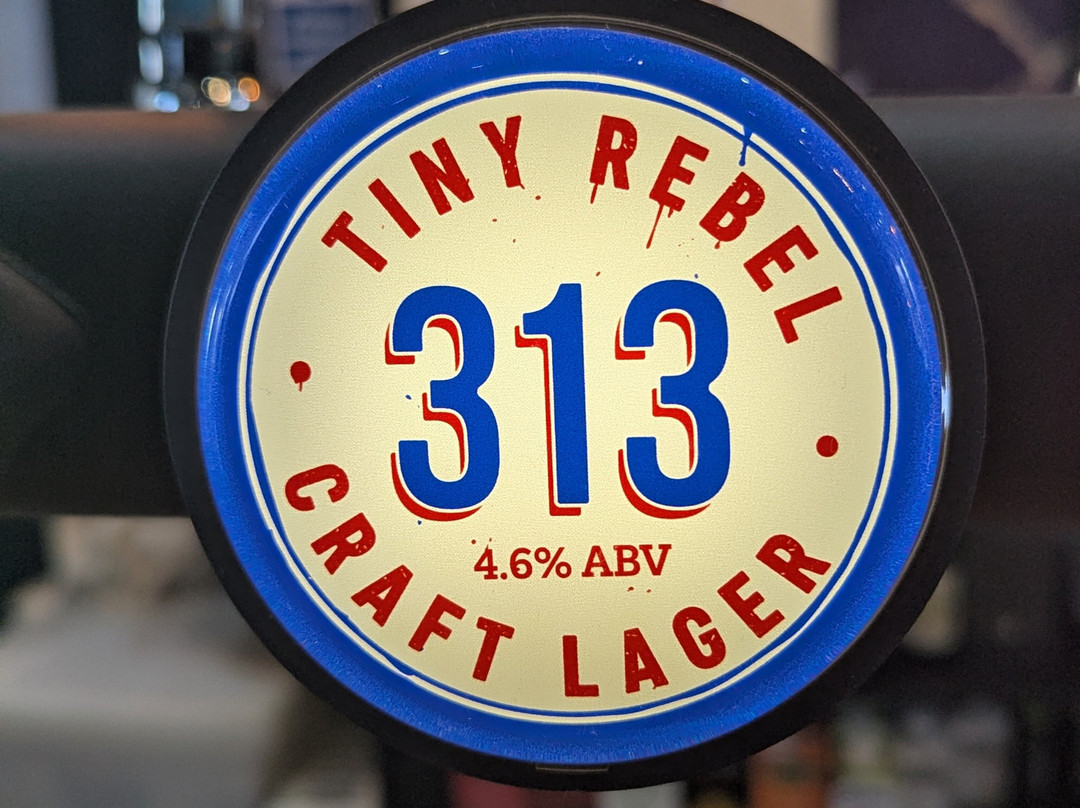 TINY REBEL
313
4.6% ABV
CRAFT LAGER